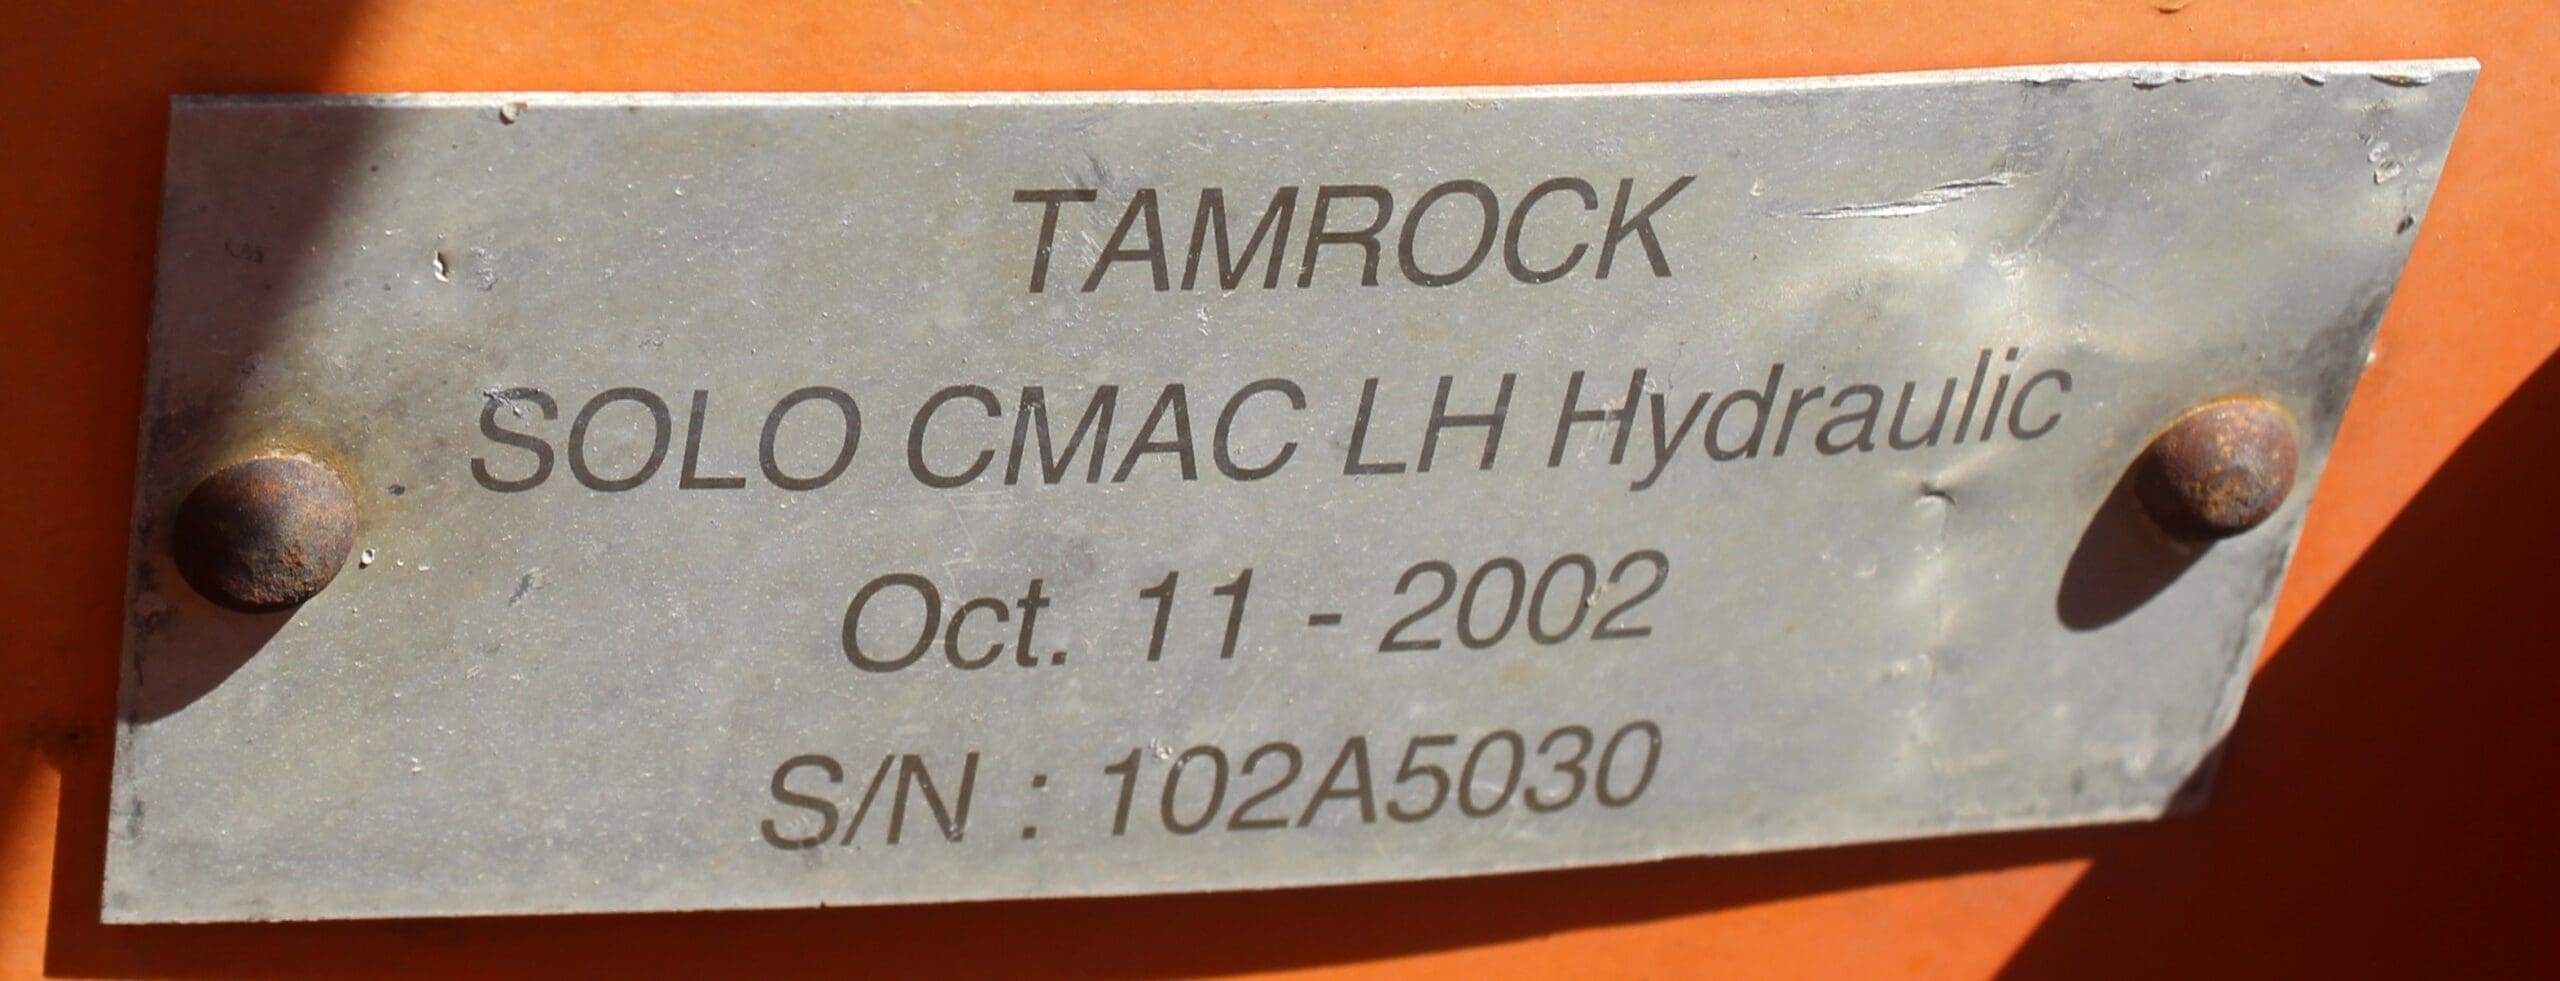 TAMROCK
SOLO CMAC LH Hydraulic
Oct. 11 - 2002
S/N : 102A5030